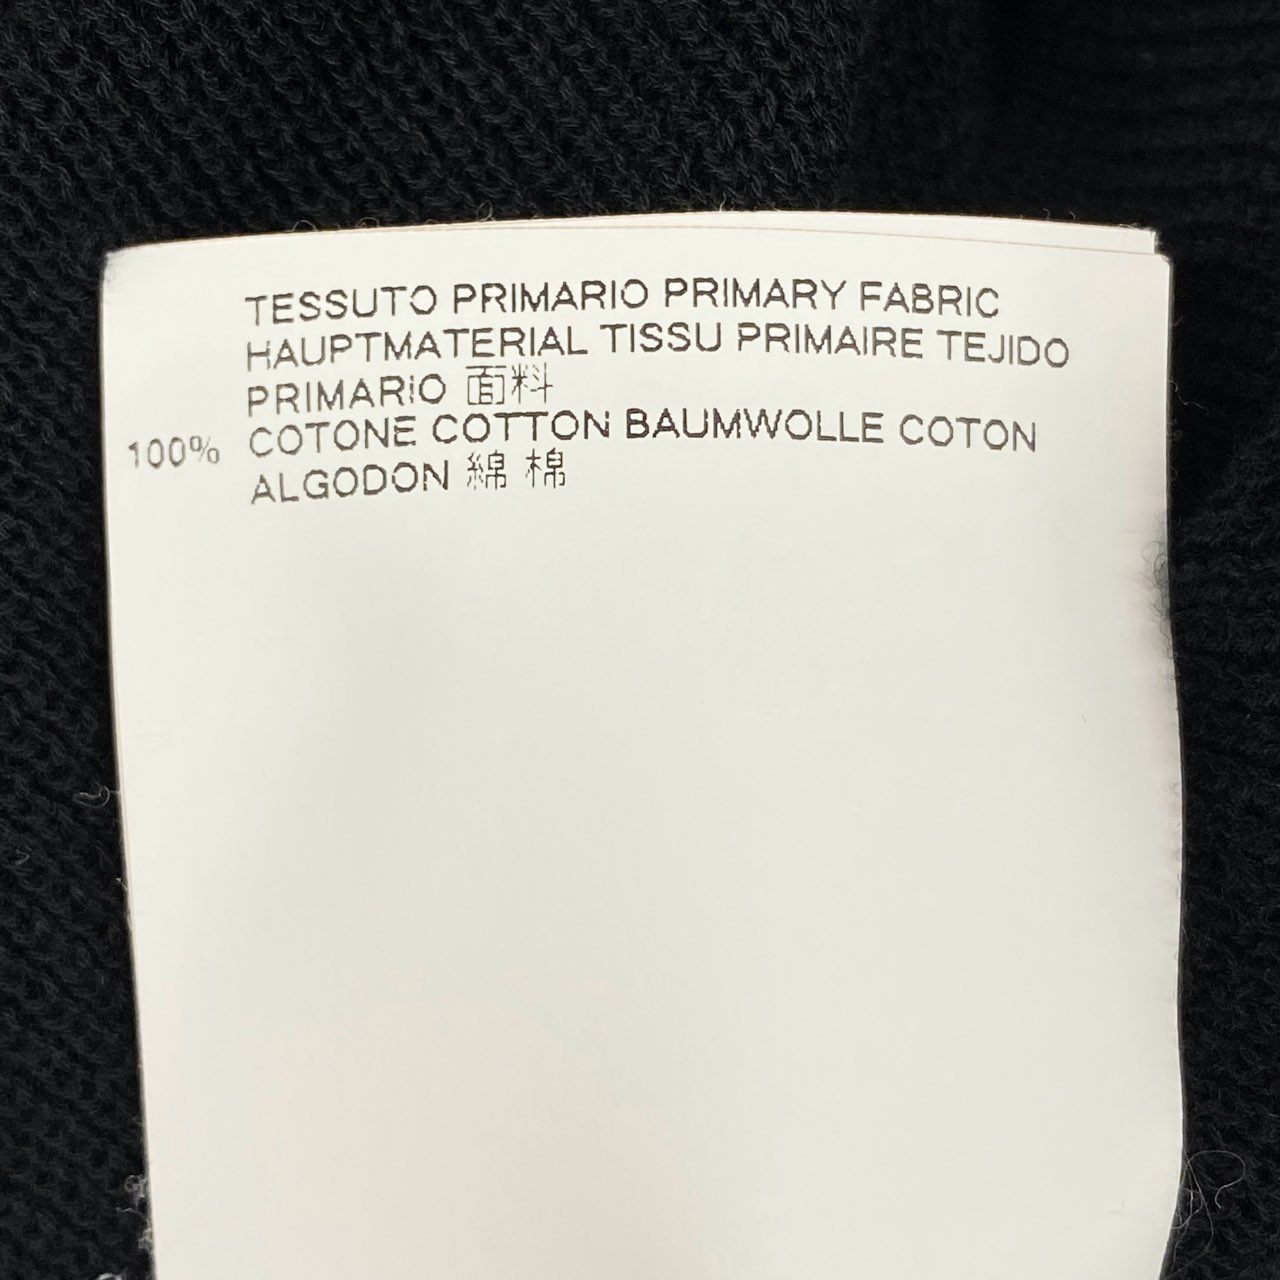 TESSUTO PRIMARIO PRIMARY FABRIC
HAUPTMATERIAL TISSU PRIMAIRE TEJIDO
PRIMARIO 面料
100% COTONE COTTON BAUMWOLLE COTON
ALGODON 綿 棉